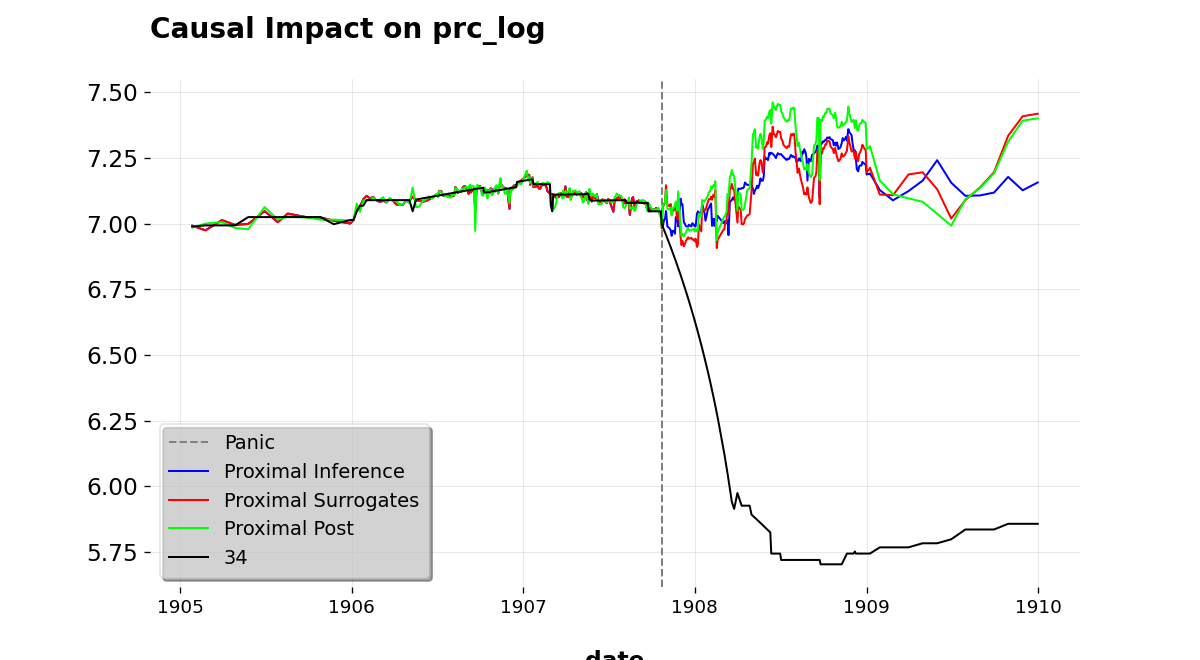 Causal Impact on prc_log
7.50
7.25
7.00
6.75
6.50
6.25
6.00
5.75
Panic
Proximal Inference
Proximal Surrogates
Proximal Post
34
1905 1906 1907 1908 1909 1910
date